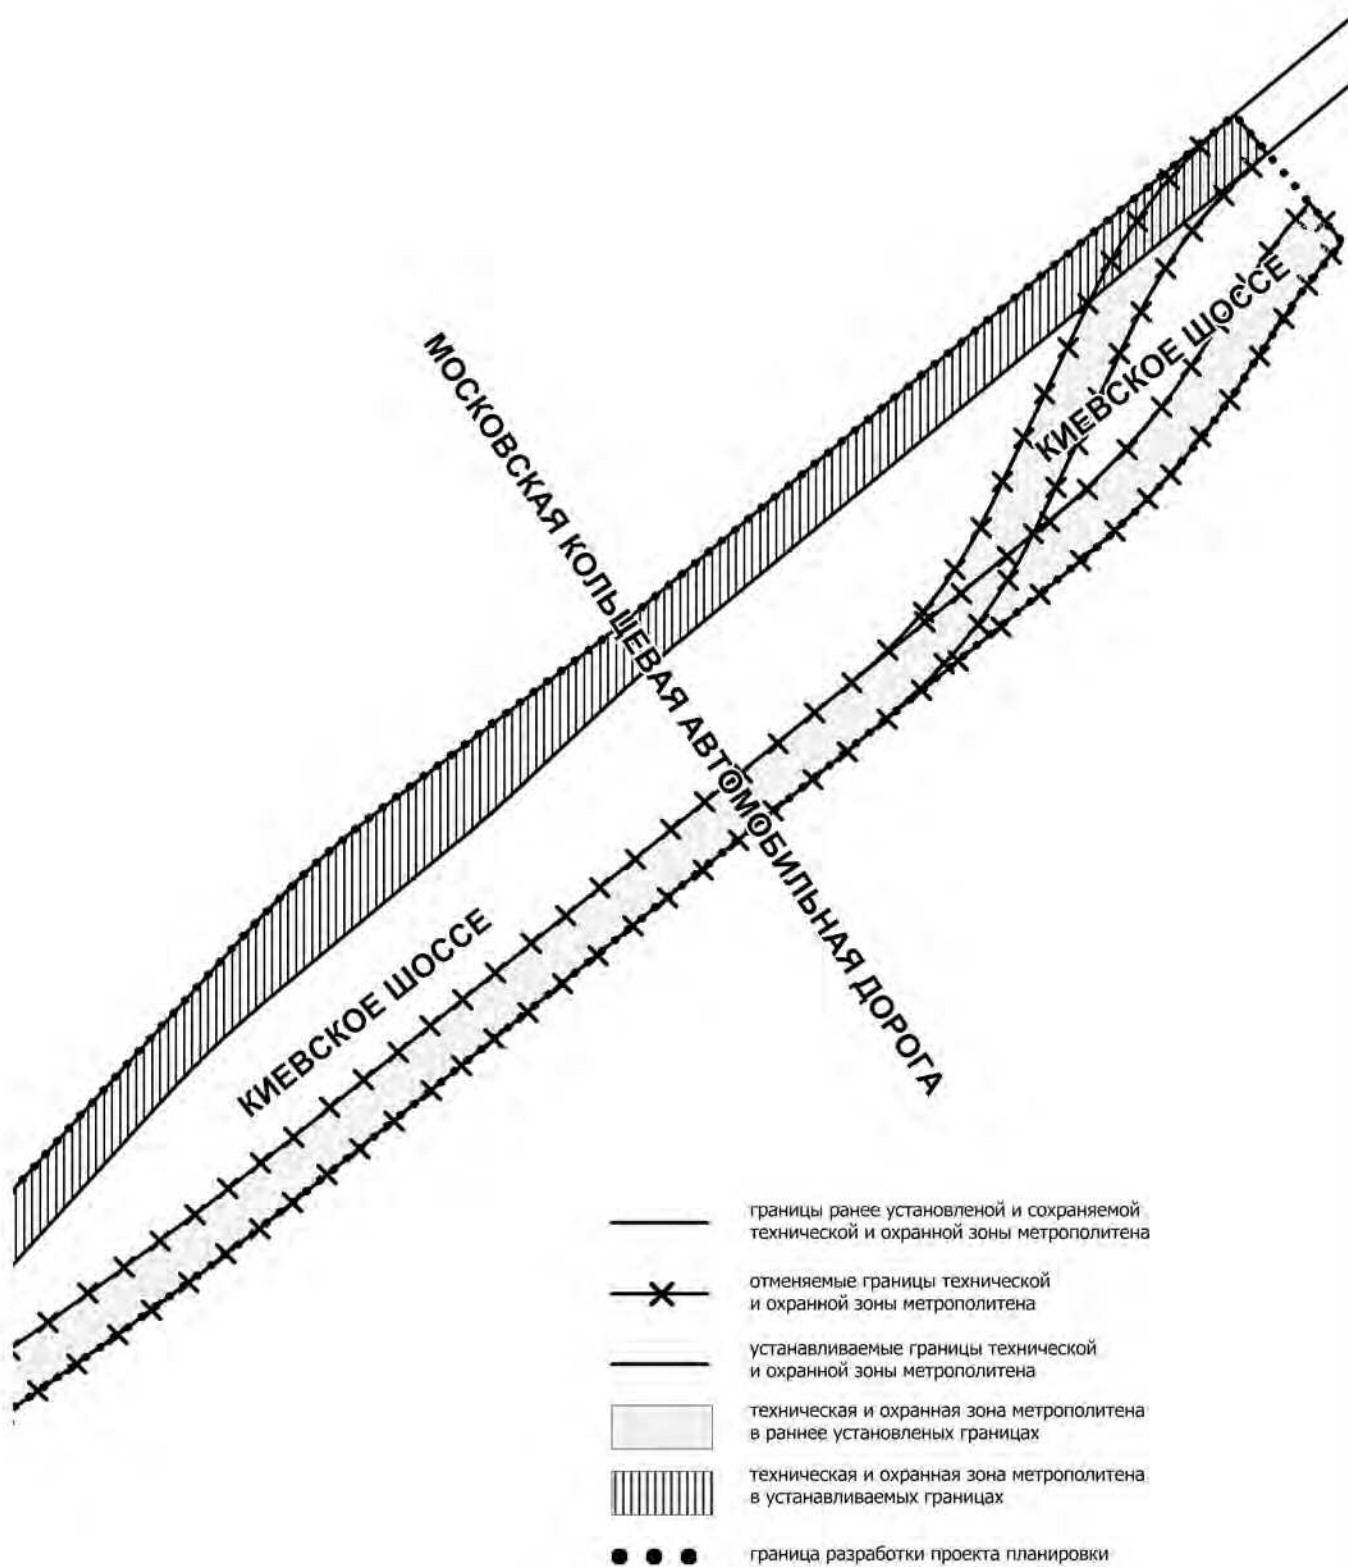 МОСКОВСКАЯ КОЛЬЦЕВАЯ АВТОМОБИЛЬНАЯ ДОРОГА
КИЕВСКОЕ ШОССЕ
КИЕВСКОЕ ШОССЕ
границы ранее установленой и сохраняемой
технической и охранной зоны метрополитена
отменяемые границы технической
и охранной зоны метрополитена
устанавливаемые границы технической
и охранной зоны метрополитена
техническая и охранная зона метрополитена
в раннее установленых границах
техническая и охранная зона метрополитена
в устанавливаемых границах
граница разработки проекта планировки